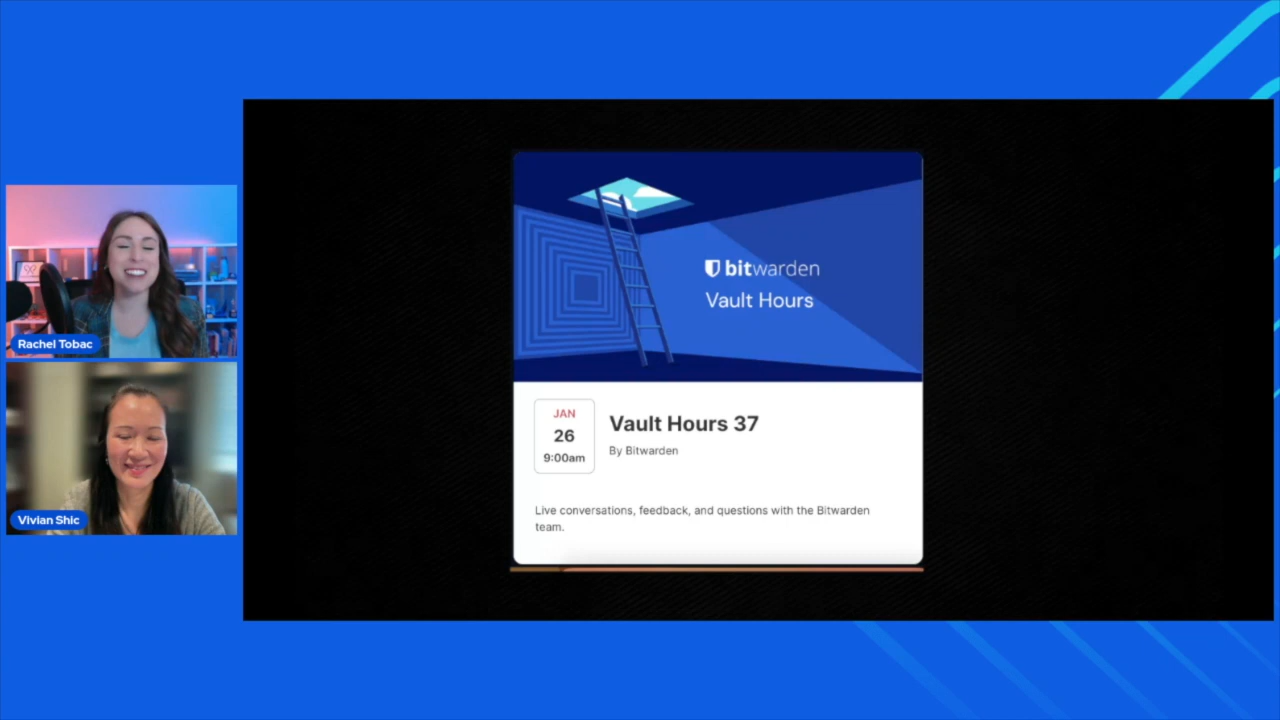 Rachel Tobac
Vivian Shic
bitwarden
Vault Hours
JAN
26
9:00am
Vault Hours 37
By Bitwarden
Live conversations, feedback, and questions with the Bitwarden
team.